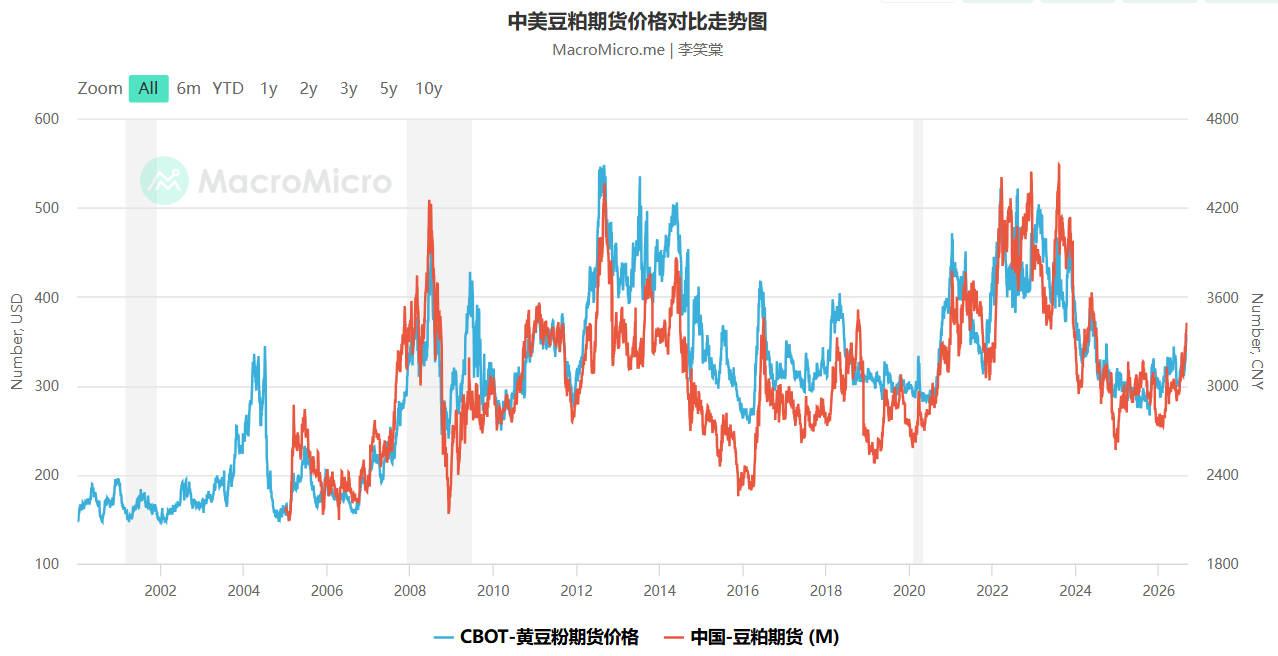 中美豆粕期货价格对比走势图
MacroMicro.me | 李笑棠
Zoom All 6m YTD 1y 2y 3y 5y 10y
600 4800
MacroMicro
500 4200
400 3600
Number, USD
Number, CNY
300 3000
200 2400
100 1800
2002 2004 2006 2008 2010 2012 2014 2016 2018 2020 2022 2024 2026
CBOT-黄豆粉期货价格 中国-豆粕期货 (M)